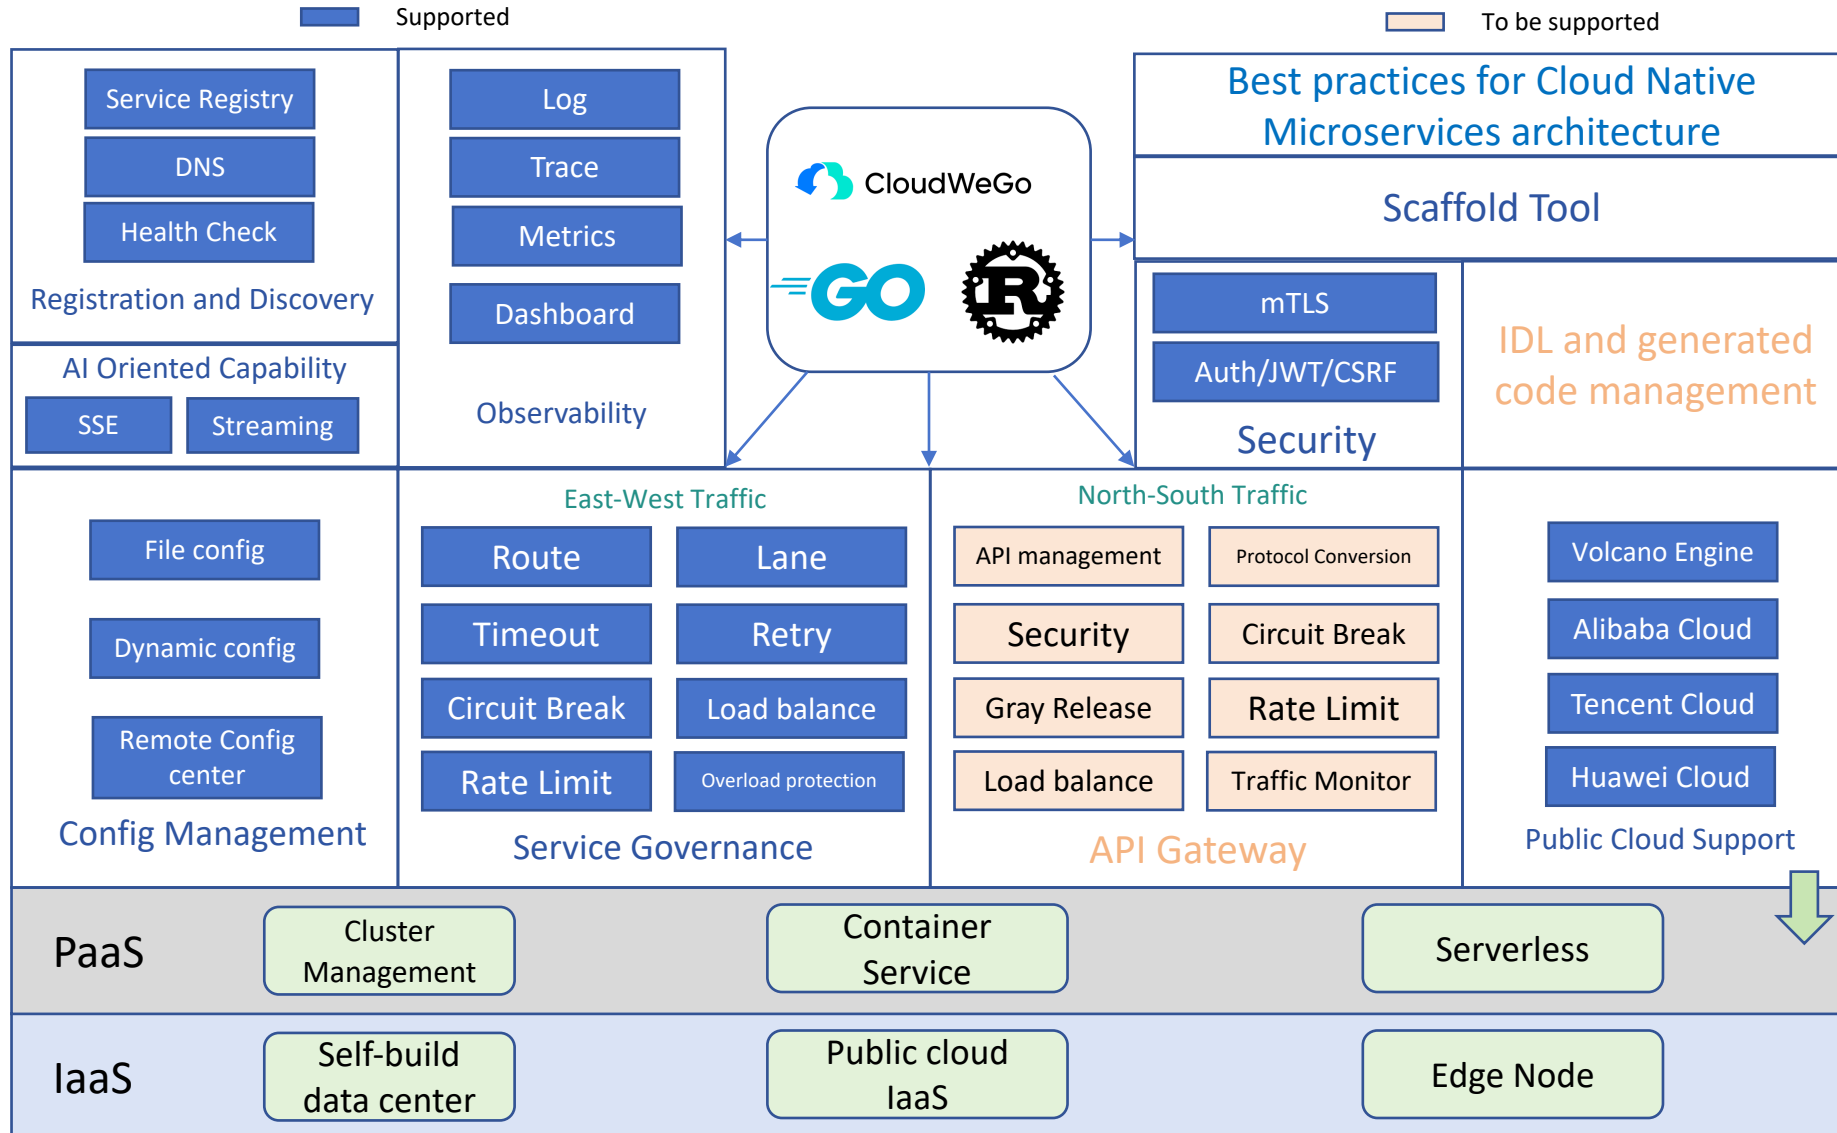 Supported
To be supported
Service Registry
DNS
Health Check
Registration and Discovery
AI Oriented Capability
SSE
Streaming
Log
Trace
Metrics
Dashboard
Observability
CloudWeGo
GO
R
Best practices for Cloud Native
Microservices architecture
Scaffold Tool
mTLS
Auth/JWT/CSRF
Security
IDL and generated
code management
File config
Dynamic config
Remote Config
center
Config Management
East-West Traffic
Route
Lane
Timeout
Retry
Circuit Break
Load balance
Rate Limit
Overload protection
Service Governance
North-South Traffic
API management
Protocol Conversion
Security
Circuit Break
Gray Release
Rate Limit
Load balance
Traffic Monitor
API Gateway
Volcano Engine
Alibaba Cloud
Tencent Cloud
Huawei Cloud
Public Cloud Support
PaaS
Cluster
Management
Container
Service
Serverless
IaaS
Self-build
data center
Public cloud
IaaS
Edge Node